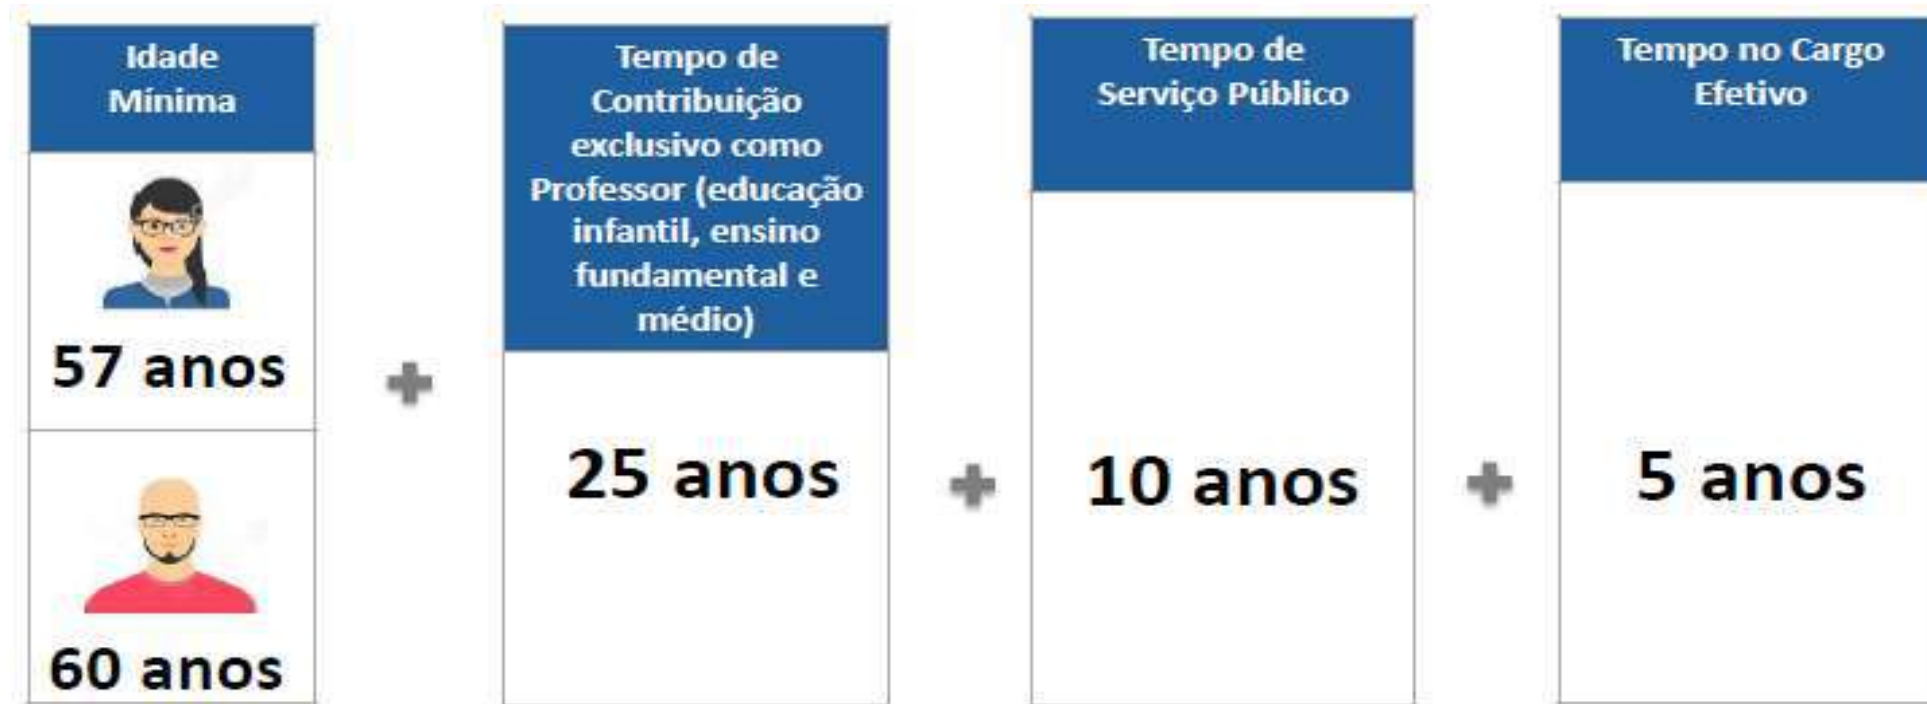 Idade
Mínima
57 anos
60 anos
Tempo de
Contribuição
exclusivo como
Professor (educação
infantil, ensino
fundamental e
médio)
25 anos
Tempo de
Serviço Público
10 anos
Tempo no Cargo
Efetivo
5 anos